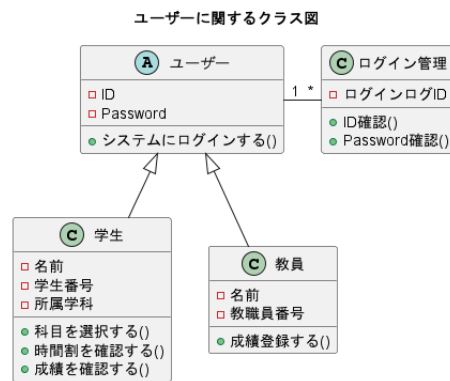 ユーザーに関するクラス図
A ユーザー
ID
Password
システムにログインする()
1 *
C ログイン管理
ログインログID
ID確認()
Password確認()
C 学生
名前
学生番号
所属学科
科目を選択する()
時間割を確認する()
成績を確認する()
C 教員
名前
教職員番号
成績登録する()